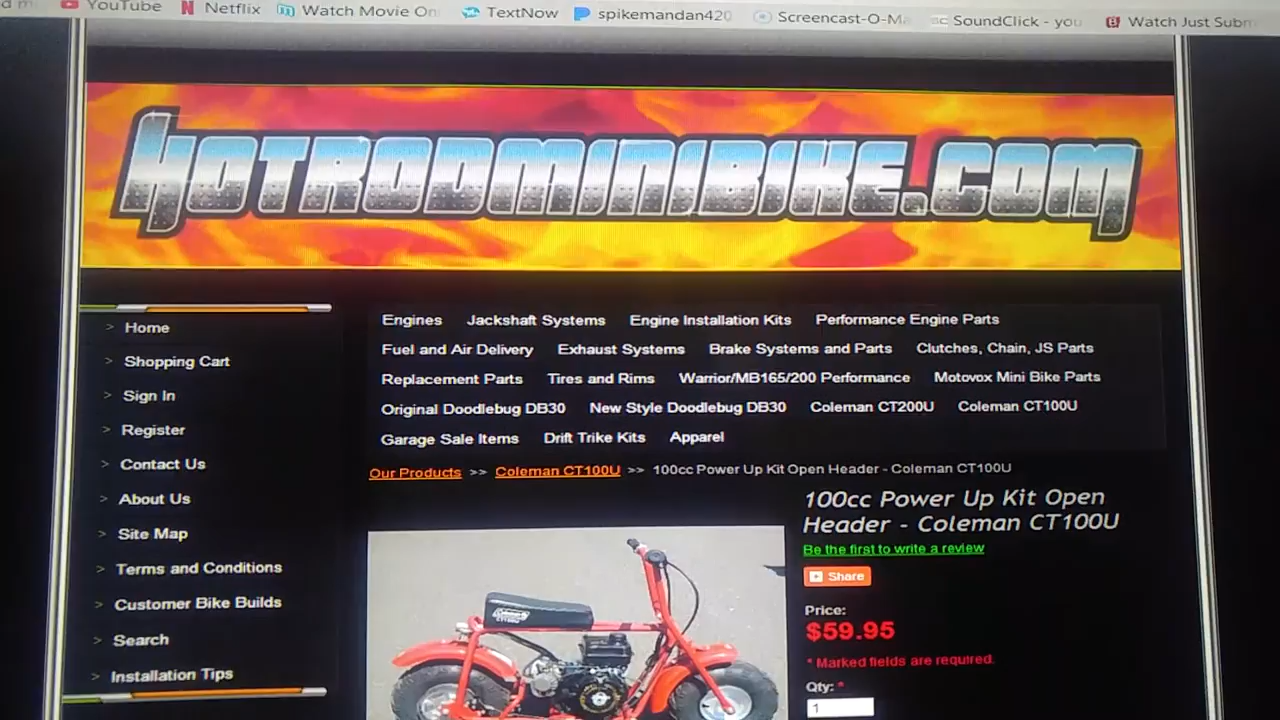 YouTube Netflix Watch Movie On TextNow spikemandan420 Screencast-O-Ma SoundClick - you Watch Just Subm
HOTRODMINIBIKE.COM
> Home
> Shopping Cart
> Sign In
> Register
> Contact Us
> About Us
> Site Map
> Terms and Conditions
> Customer Bike Builds
> Search
> Installation Tips
Engines Jackshaft Systems Engine Installation Kits Performance Engine Parts
Fuel and Air Delivery Exhaust Systems Brake Systems and Parts Clutches, Chain, JS Parts
Replacement Parts Tires and Rims Warrior/MB165/200 Performance Motovox Mini Bike Parts
Original Doodlebug DB30 New Style Doodlebug DB30 Coleman CT200U Coleman CT100U
Garage Sale Items Drift Trike Kits Apparel
Our Products >> Coleman CT100U >> 100cc Power Up Kit Open Header - Coleman CT100U
100cc Power Up Kit Open
Header - Coleman CT100U
Be the first to write a review
Share
Price:
$59.95
* Marked fields are required.
Qty: *
1
Coleman
CT100U